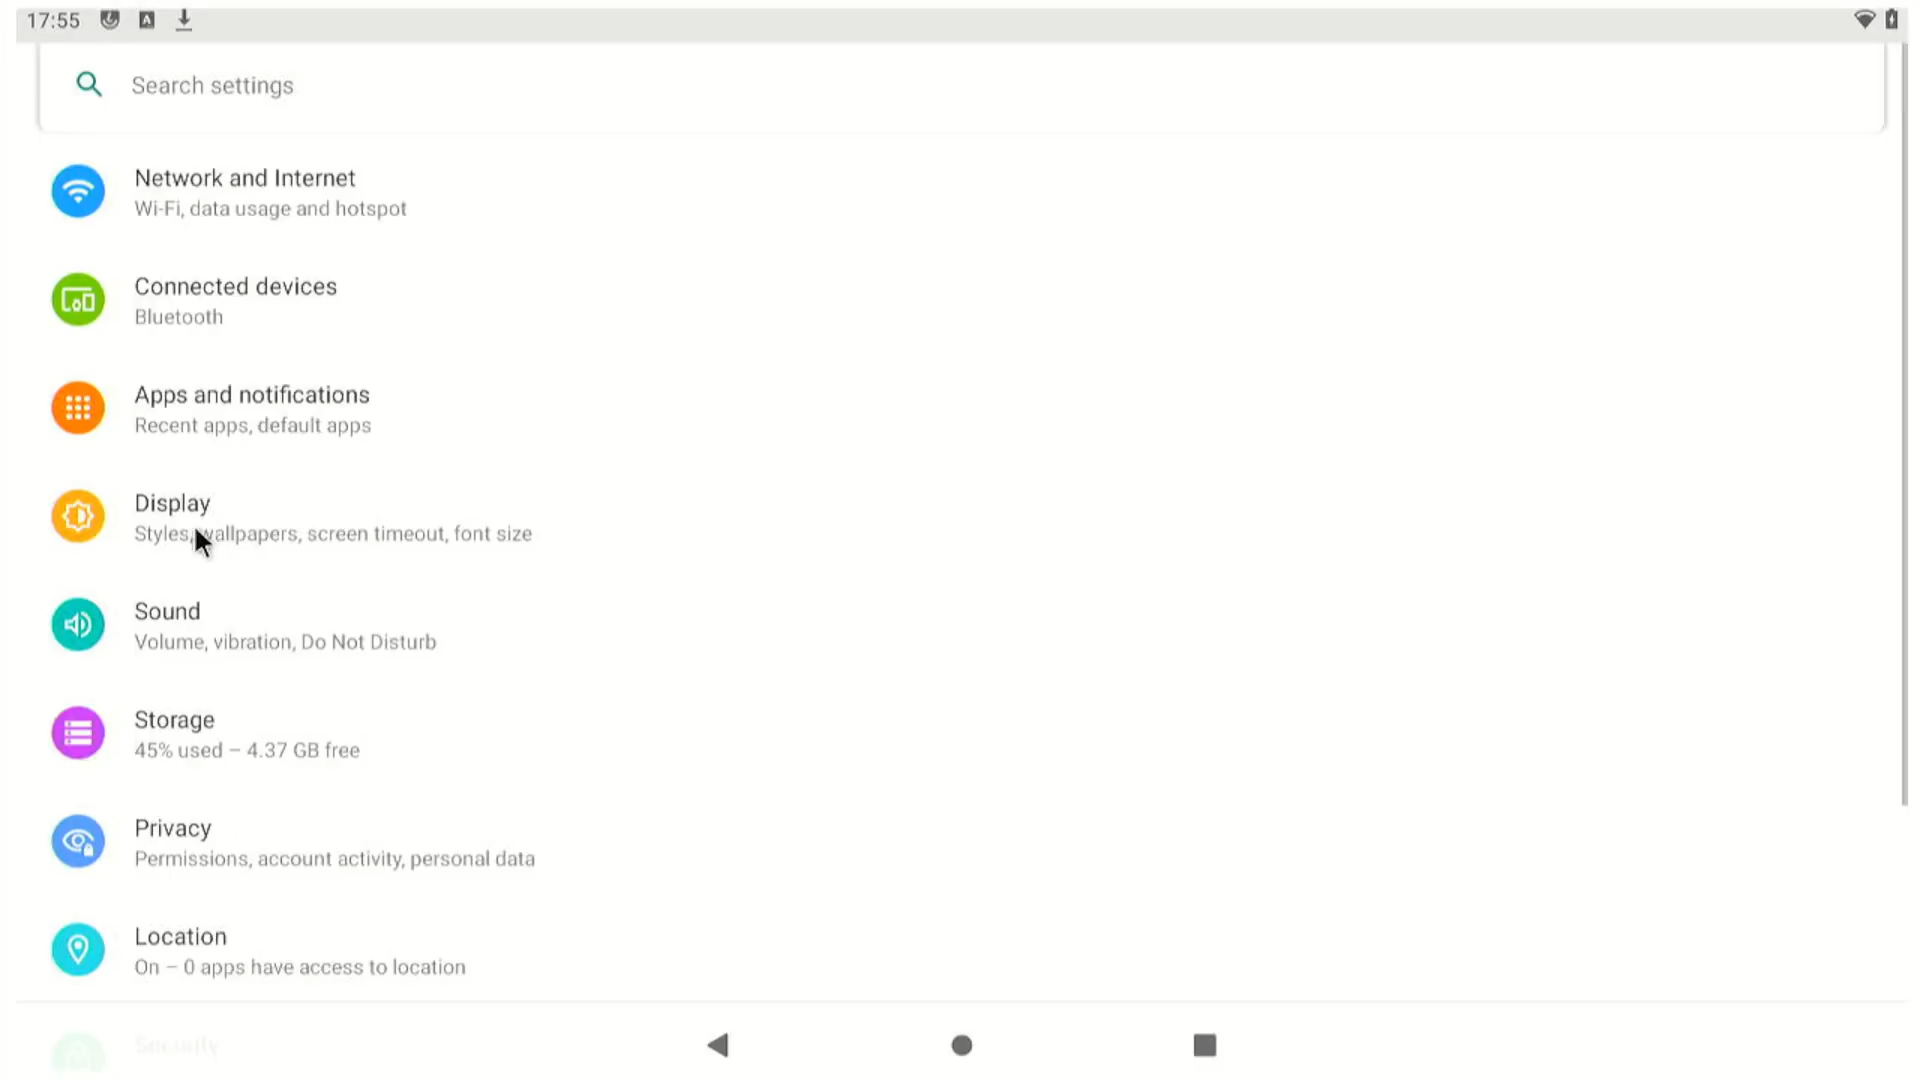 17:55
Search settings
Network and Internet
Wi-Fi, data usage and hotspot
Connected devices
Bluetooth
Apps and notifications
Recent apps, default apps
Display
Styles, wallpapers, screen timeout, font size
Sound
Volume, vibration, Do Not Disturb
Storage
45% used – 4.37 GB free
Privacy
Permissions, account activity, personal data
Location
On – 0 apps have access to location
Security